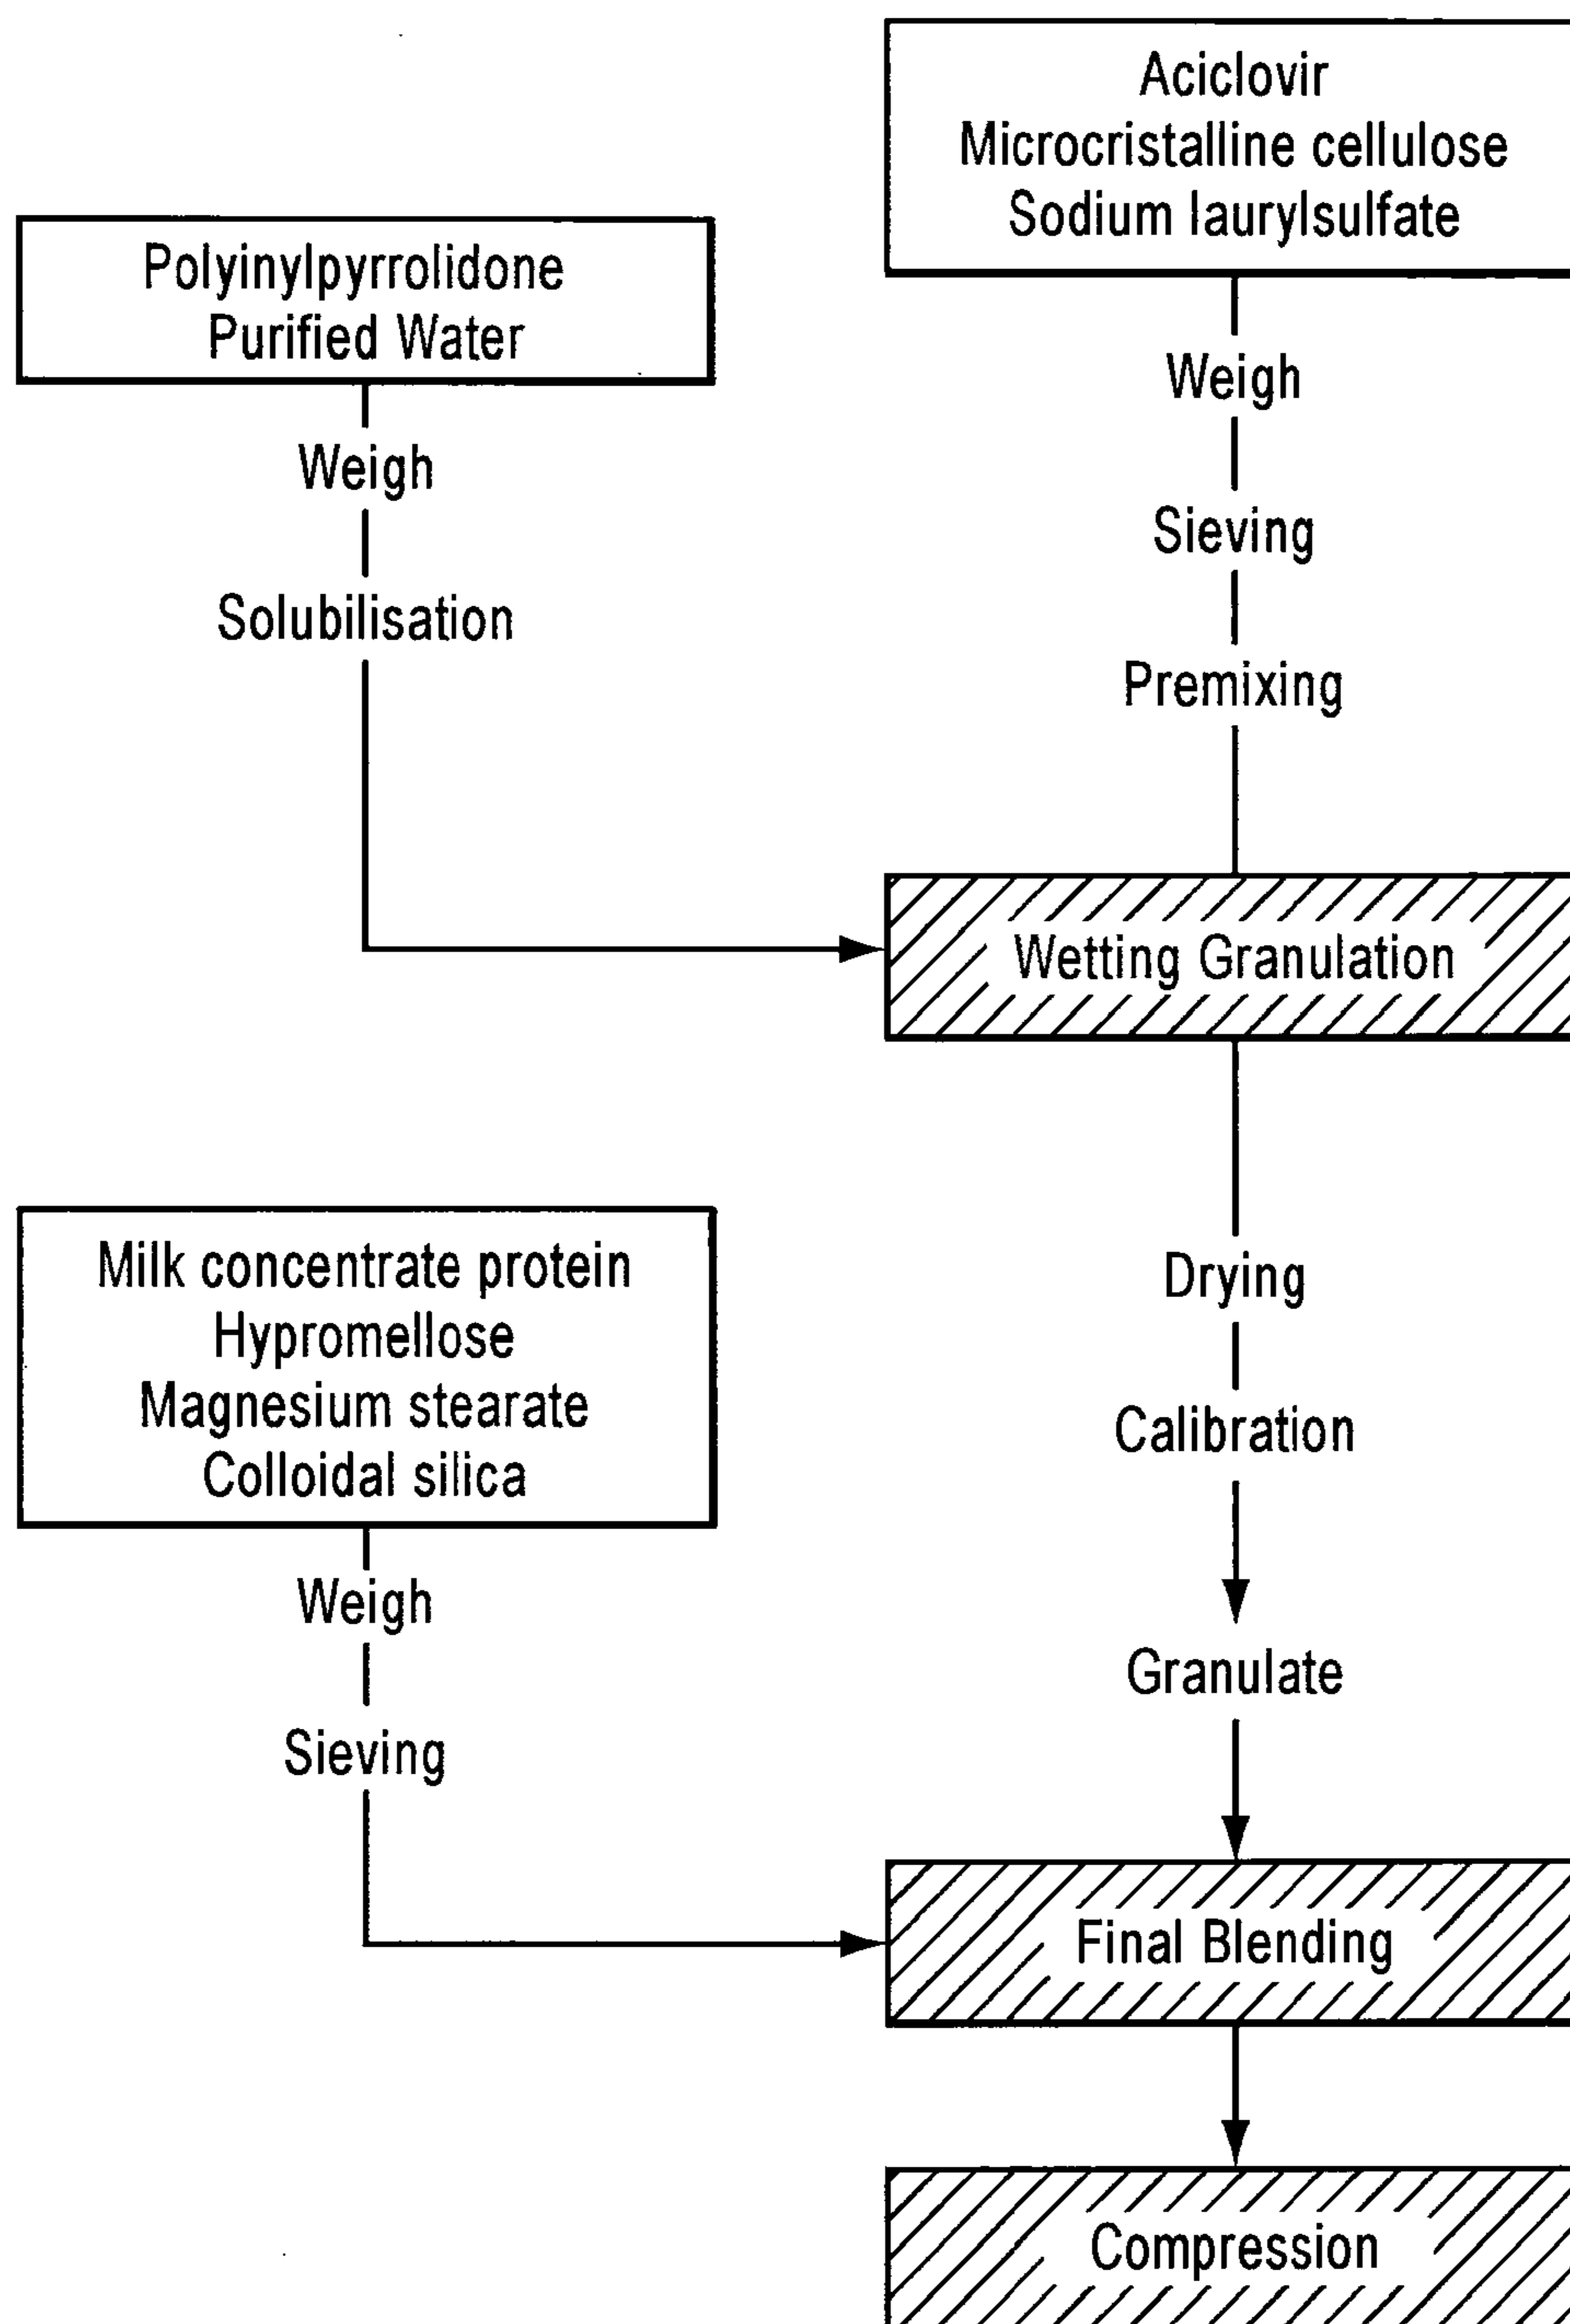 Aciclovir
Microcristalline cellulose
Sodium laurylsulfate
Polyinylpyrrolidone
Purified Water
Weigh
Weigh
Sieving
Solubilisation
Premixing
Wetting Granulation
Milk concentrate protein
Hypromellose
Magnesium stearate
Colloidal silica
Drying
Calibration
Weigh
Granulate
Sieving
Final Blending
Compression